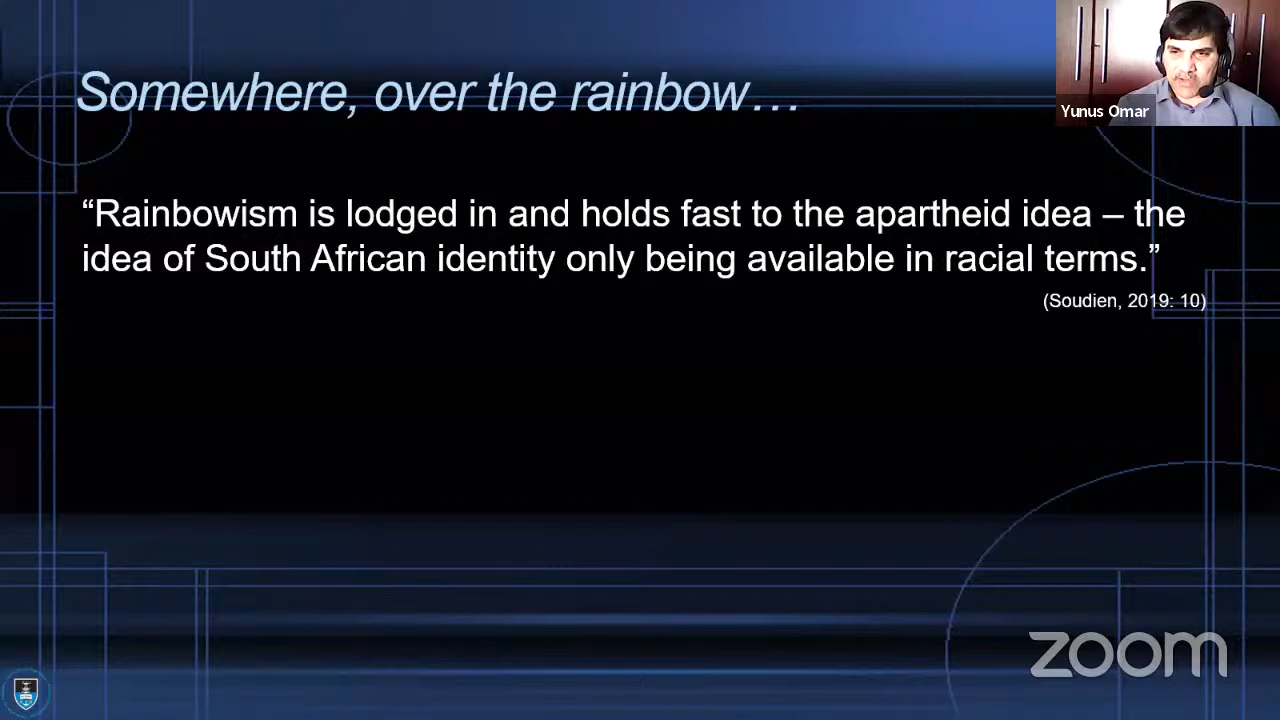 Somewhere, over the rainbow…
Yunus Omar
“Rainbowism is lodged in and holds fast to the apartheid idea – the
idea of South African identity only being available in racial terms.”
(Soudien, 2019: 10)
zoom